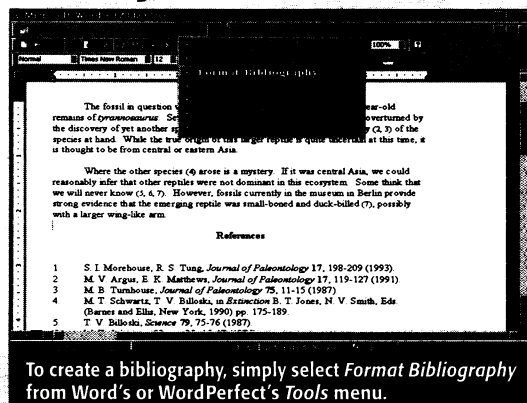 Normal Times New Roman 12 100%
Format Bibliography
The fossil in question ear-old
remains of tyrannosaurus. Se overturned by
the discovery of yet another sp y (2, 3) of the
species at hand. While the true origin of this larger reptile is quite uncertain at this time, it
is thought to be from central or eastern Asia.
Where the other species (4) arose is a mystery. If it was central Asia, we could
reasonably infer that other reptiles were not dominant in this ecosystem. Some think that
we will never know (5, 6, 7). However, fossils currently in the museum in Berlin provide
strong evidence that the emerging reptile was small-boned and duck-billed (7), possibly
with a larger wing-like arm.
References
1 S. I. Morehouse, R. S. Tung, Journal of Paleontology 17, 198-209 (1993).
2 M. V. Argus, E. K. Matthews, Journal of Paleontology 17, 119-127 (1991).
3 M. B. Turnhouse, Journal of Paleontology 75, 11-15 (1987)
4 M. T. Schwartz, T. V. Billoski, in Extinction B. T. Jones, N. V. Smith, Eds.
(Barnes and Ellis, New York, 1990) pp. 175-189.
5 T. V. Billoski, Science 79, 75-76 (1987)
To create a bibliography, simply select Format Bibliography
from Word's or WordPerfect's Tools menu.